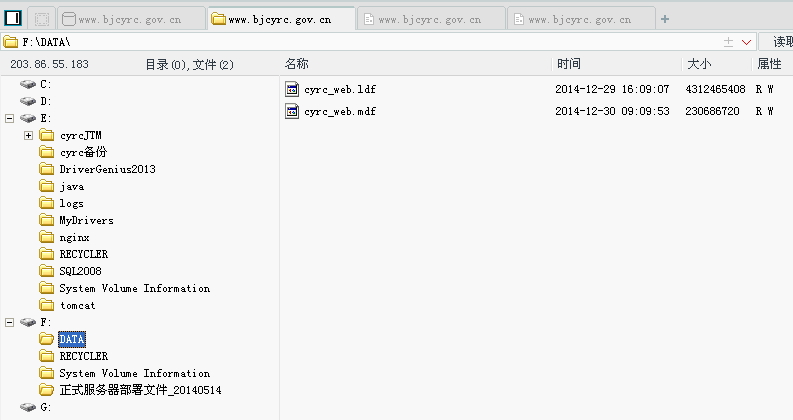 www.bjcyrc.gov.cn www.bjcyrc.gov.cn www.bjcyrc.gov.cn www.bjcyrc.gov.cn
F:\DATA\ 读取
203.86.55.183 目录(0),文件(2) 名称 时间 大小 属性
C:
cyrc_web.ldf 2014-12-29 16:09:07 4312465408 R W
D:
cyrc_web.mdf 2014-12-30 09:09:53 230686720 R W
E:
cyrcJTM
cyrc备份
DriverGenius2013
java
logs
MyDrivers
nginx
RECYCLER
SQL2008
System Volume Information
tomcat
F:
DATA
RECYCLER
System Volume Information
正式服务器部署文件_20140514
G: